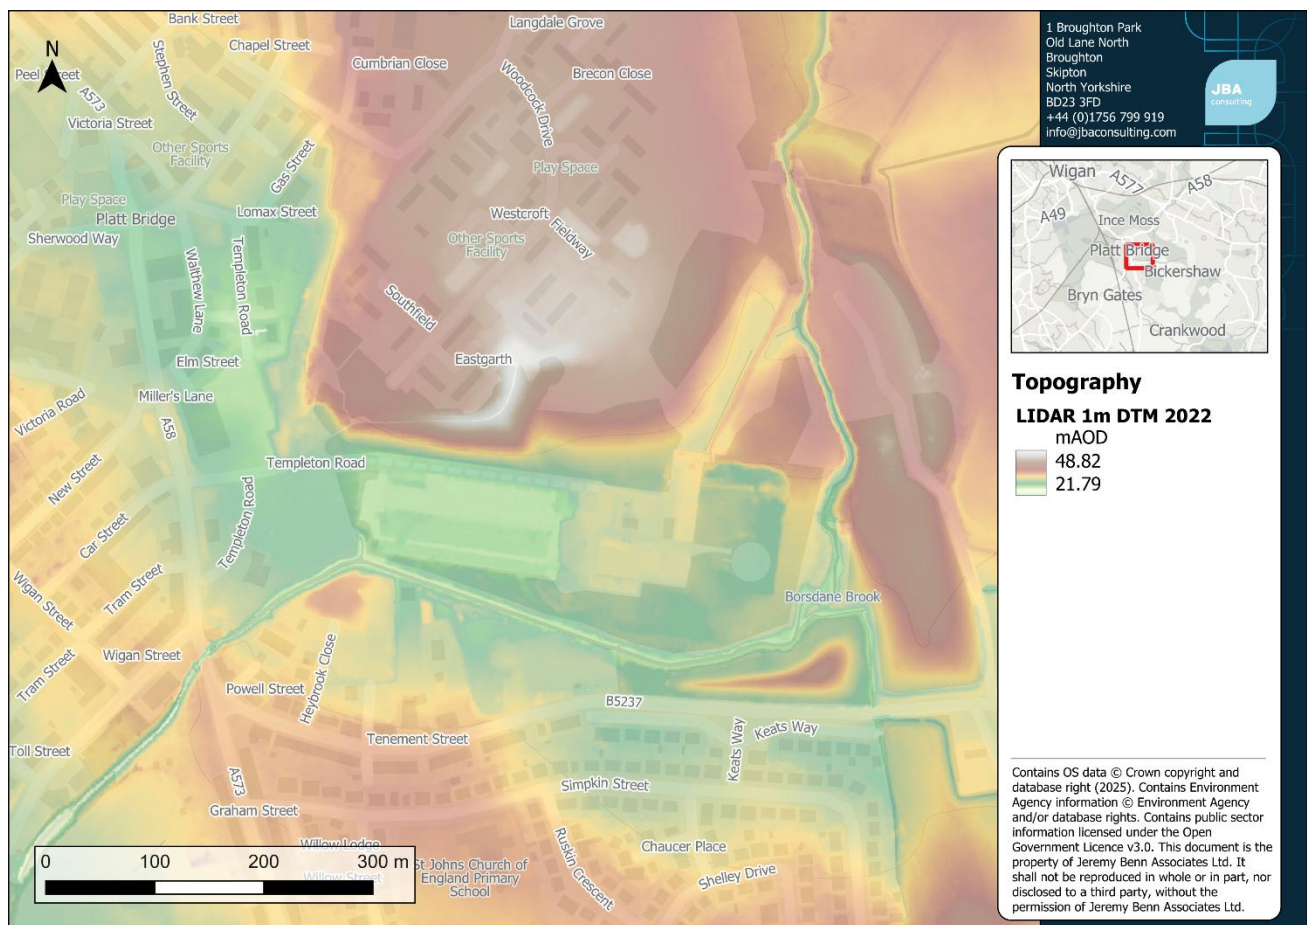 Bank Street
Langdale Grove
Chapel Street
Cumbrian Close
Brecon Close
N
Stephen Street
Woodcock Drive
Peel Street
A573
Victoria Street
Other Sports
Facility
Gas Street
Play Space
Play Space
Lomax Street
Platt Bridge
Westcroft
Fieldway
Sherwood Way
Other Sports
Facility
Walthew Lane
Templeton Road
Southfield
Elm Street
Eastgarth
Miller's Lane
Victoria Road
A58
Templeton Road
New Street
Templeton Road
Car Street
Tram Street
Wigan Street
Borsdane Brook
Wigan Street
Heybrook Close
Tram Street
Powell Street
B5237
Keats Way
Keats Way
Tenement Street
Toll Street
A573
Simpkin Street
Graham Street
Willow Lodge
Ruskin Crescent
Chaucer Place
St Johns Church of
England Primary
School
Willow Street
Shelley Drive
0 100 200 300 m
1 Broughton Park
Old Lane North
Broughton
Skipton
North Yorkshire
BD23 3FD
+44 (0)1756 799 919
info@jbaconsulting.com
JBA
consulting
Wigan
A577
A58
A49
Ince Moss
Platt Bridge
Bickershaw
Bryn Gates
Crankwood
Topography
LIDAR 1m DTM 2022
mAOD
48.82
21.79
Contains OS data © Crown copyright and
database right (2025). Contains Environment
Agency information © Environment Agency
and/or database rights. Contains public sector
information licensed under the Open
Government Licence v3.0. This document is the
property of Jeremy Benn Associates Ltd. It
shall not be reproduced in whole or in part, nor
disclosed to a third party, without the
permission of Jeremy Benn Associates Ltd.